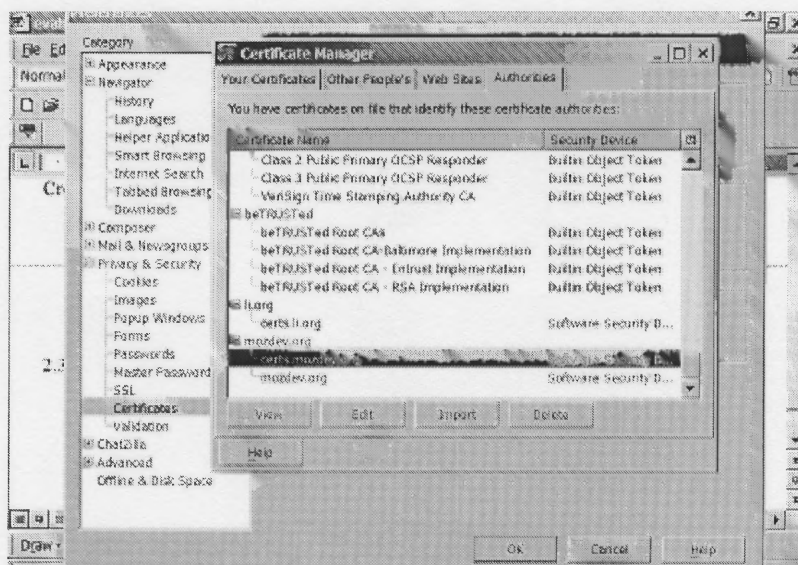 Category
Appearance
Navigator
History
Languages
Helper Applicatio
Smart Browsing
Internet Search
Tabbed Browsing
Downloads
Composer
Mail & Newsgroups
Privacy & Security
Cookies
Images
Popup Windows
Forms
Passwords
Master Password
SSL
Certificates
Validation
ChatZilla
Advanced
Offline & Disk Space
Certificate Manager
Your Certificates Other People's Web Sites Authorities
You have certificates on file that identify these certificate authorities:
Certificate Name Security Device
Class 2 Public Primary OCSP Responder Builtin Object Token
Class 3 Public Primary OCSP Responder Builtin Object Token
VeriSign Time Stamping Authority CA Builtin Object Token
beTRUSTed
beTRUSTed Root CAs Builtin Object Token
beTRUSTed Root CA-Baltimore Implementation Builtin Object Token
beTRUSTed Root CA - Entrust Implementation Builtin Object Token
beTRUSTed Root CA - RSA Implementation Builtin Object Token
li.org
certs.li.org Software Security D...
mozdev.org
mozdev.org Software Security D...
View Edit Import Delete
Help
OK Cancel Help
File Ed
Normal
Cr
2.3
Draw